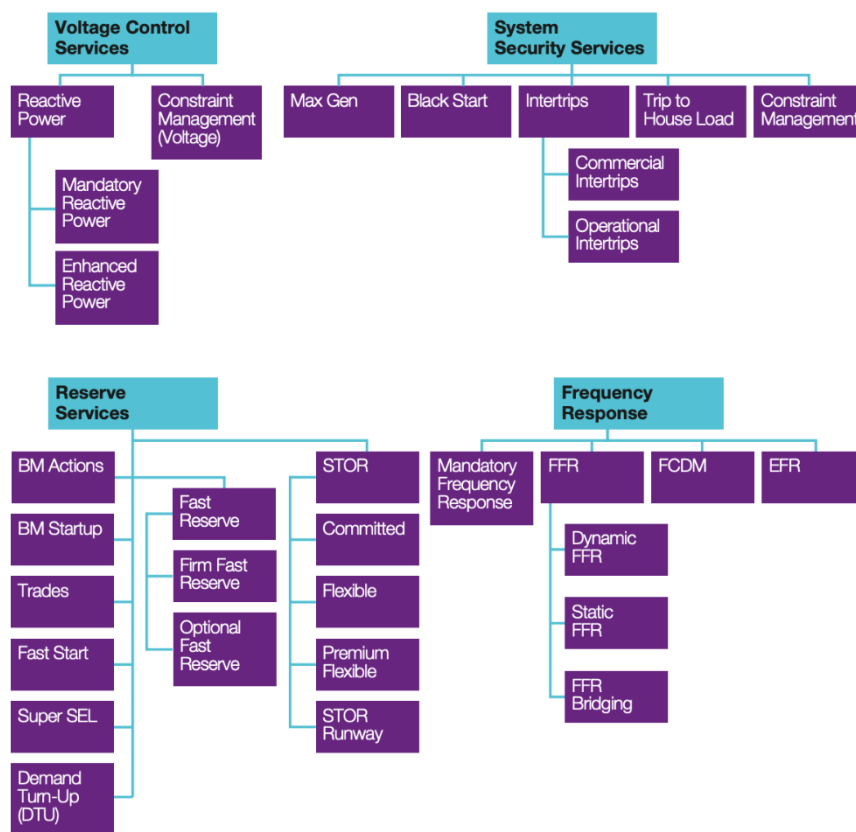 Voltage Control
Services
Reactive
Power
Constraint
Management
(Voltage)
Mandatory
Reactive
Power
Enhanced
Reactive
Power
System
Security Services
Max Gen
Black Start
Intertrips
Trip to
House Load
Constraint
Management
Commercial
Intertrips
Operational
Intertrips
Reserve
Services
BM Actions
BM Startup
Trades
Fast Start
Super SEL
Demand
Turn-Up
(DTU)
Fast
Reserve
Firm Fast
Reserve
Optional
Fast
Reserve
STOR
Committed
Flexible
Premium
Flexible
STOR
Runway
Frequency
Response
Mandatory
Frequency
Response
FFR
FCDM
EFR
Dynamic
FFR
Static
FFR
FFR
Bridging